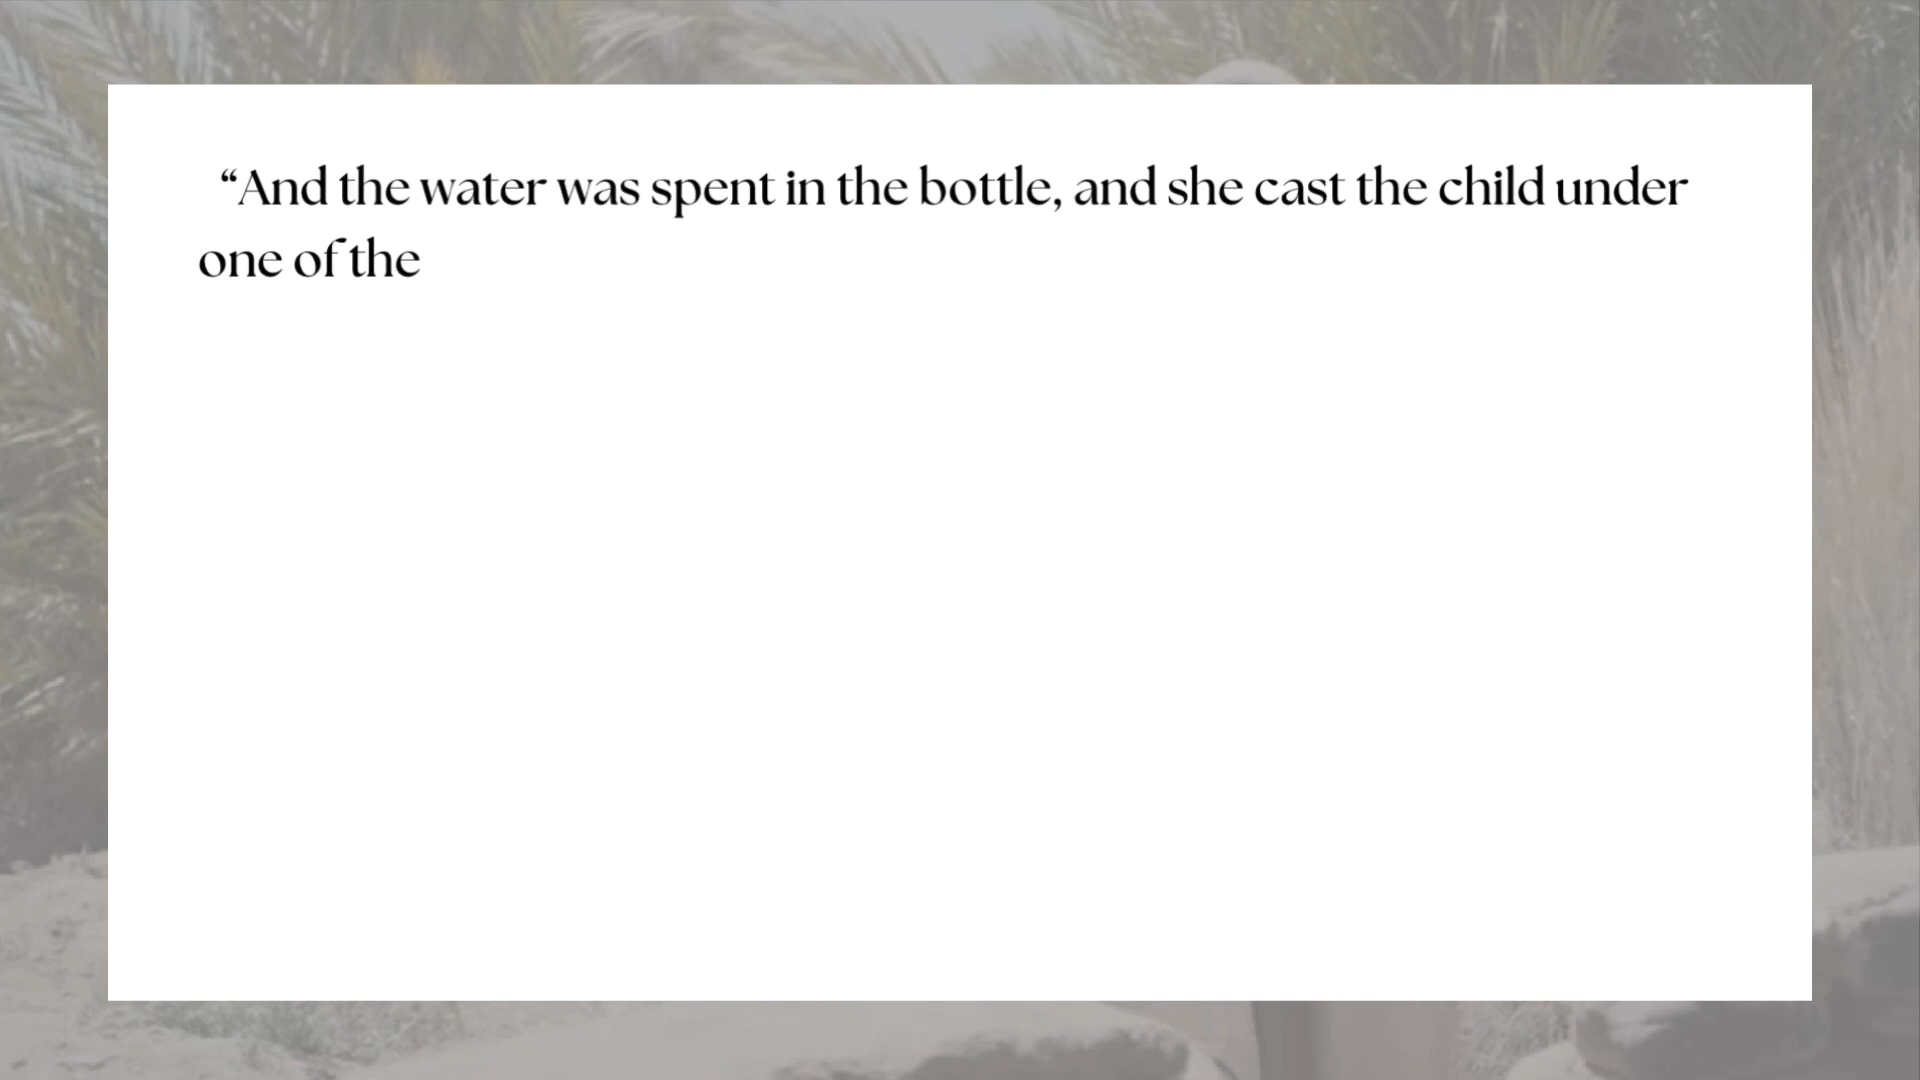 “And the water was spent in the bottle, and she cast the child under
one of the